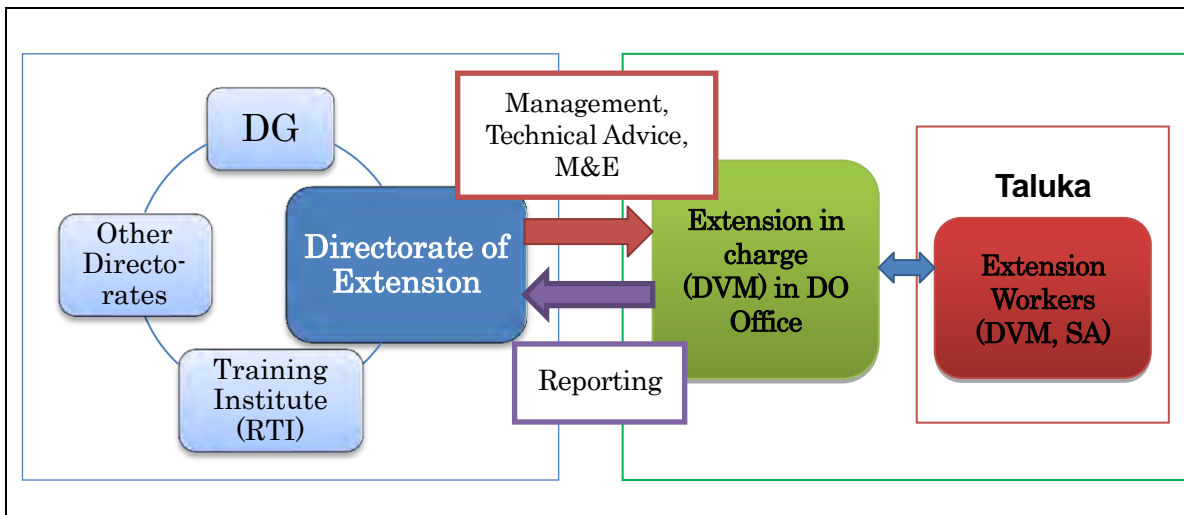 DG
Other
Directo-
rates
Training
Institute
(RTI)
Directorate of
Extension
Management,
Technical Advice,
M&E
Reporting
Extension in
charge
(DVM) in DO
Office
Taluka
Extension
Workers
(DVM, SA)